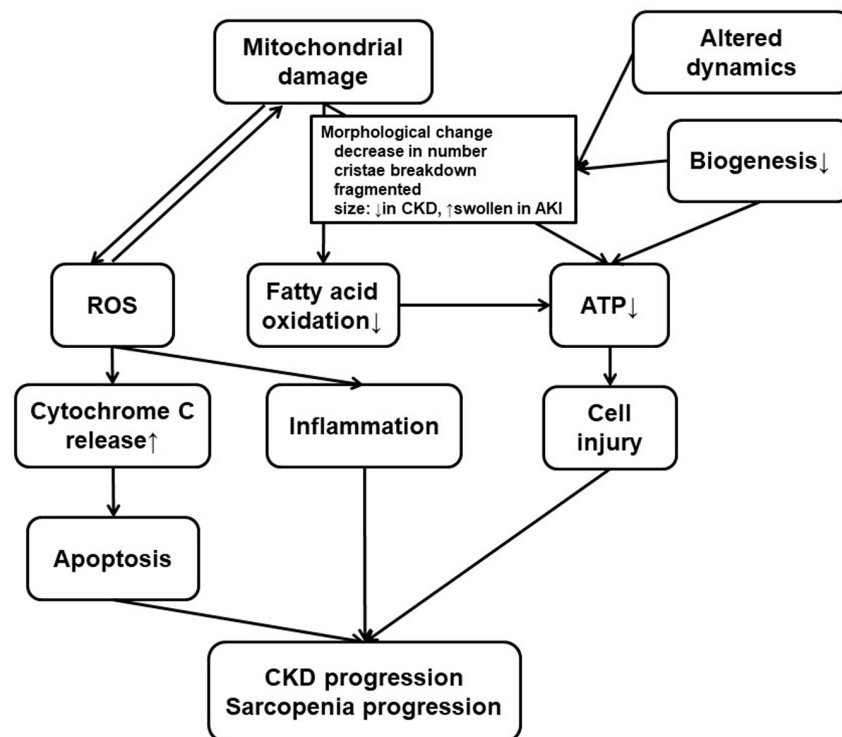 Mitochondrial
damage
Altered
dynamics
Morphological change
decrease in number
cristae breakdown
fragmented
size: ↓in CKD, ↑swollen in AKI
Biogenesis↓
ROS
Fatty acid
oxidation↓
ATP↓
Cytochrome C
release↑
Inflammation
Cell
injury
Apoptosis
CKD progression
Sarcopenia progression